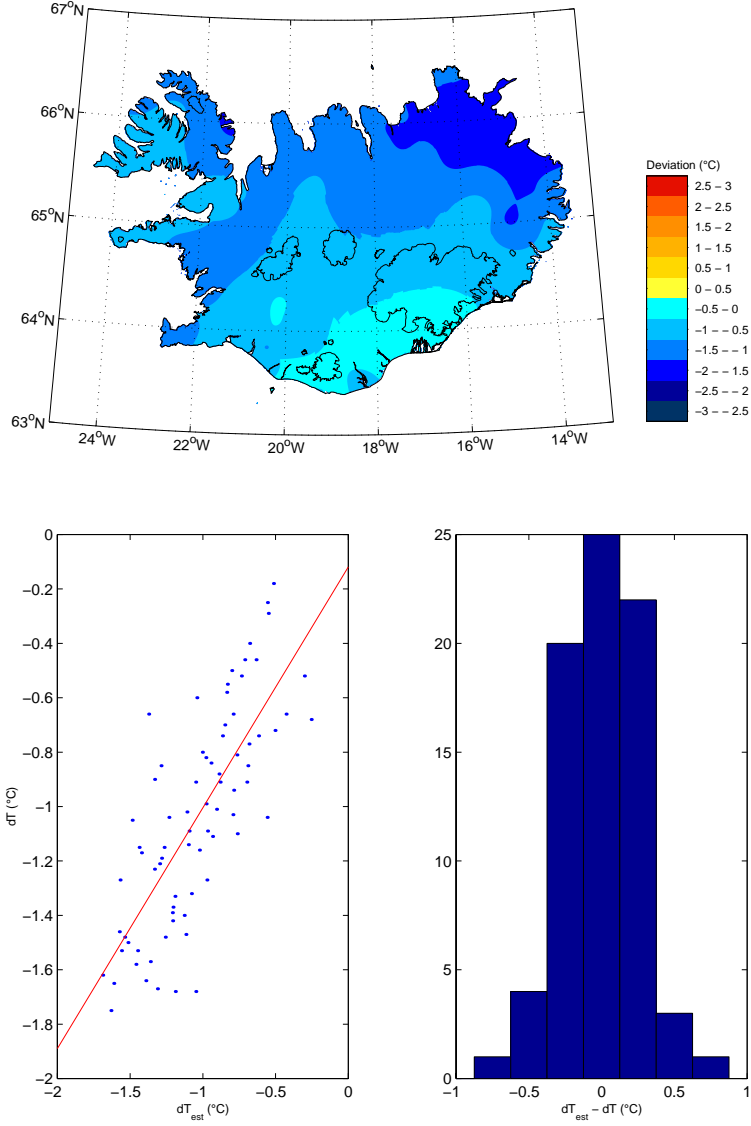 67°N
66°N
65°N
64°N
63°N
24°W
22°W
20°W
18°W
16°W
14°W
Deviation (°C)
2.5 – 3
2 – 2.5
1.5 – 2
1 – 1.5
0.5 – 1
0 – 0.5
−0.5 – 0
−1 – −0.5
−1.5 – −1
−2 – −1.5
−2.5 – −2
−3 – −2.5
0
−0.2
−0.4
−0.6
−0.8
−1
−1.2
−1.4
−1.6
−1.8
−2
dT (°C)
−2
−1.5
−1
−0.5
0
dT_est (°C)
25
20
15
10
5
0
−1
−0.5
0
0.5
1
dT_est − dT (°C)